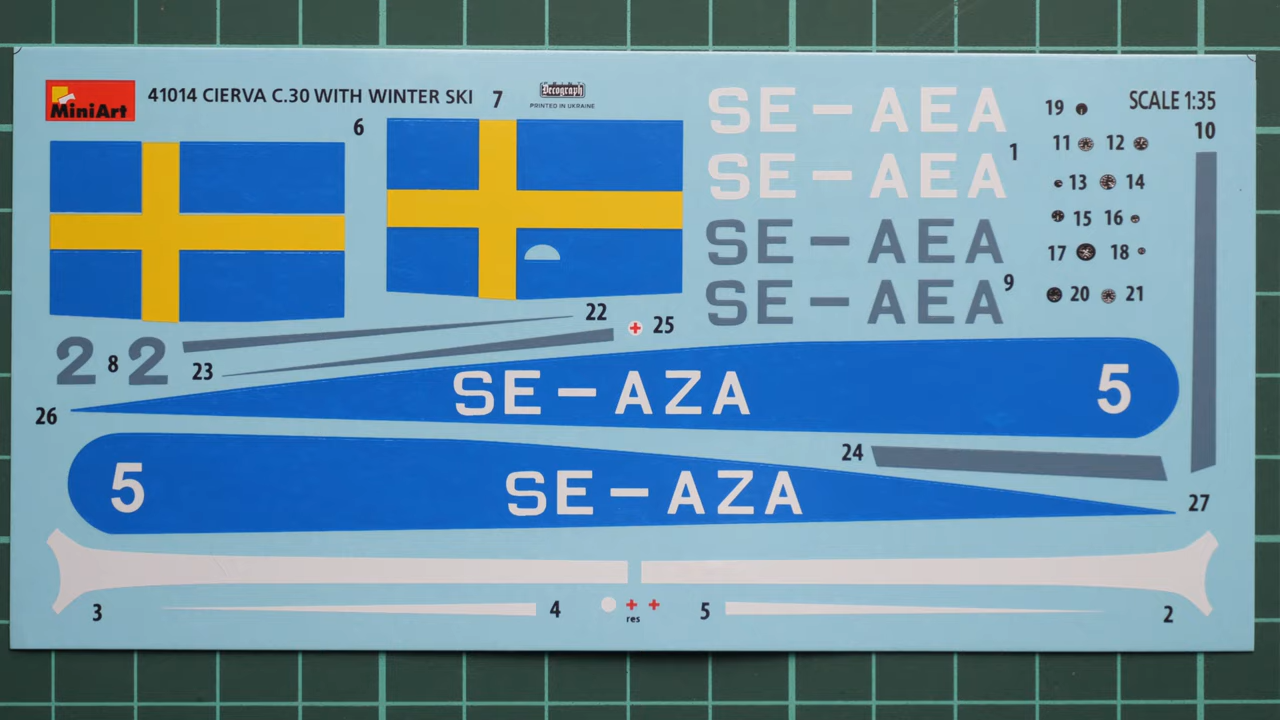 MiniArt
41014 CIERVA C.30 WITH WINTER SKI
7
Decograph
PRINTED IN UKRAINE
SE-AEA
19
SCALE 1:35
6
10
11 12
1
SE-AEA
13 14
15 16
SE-AEA
17 18
9
SE-AEA
20 21
22
25
2 8 2
23
26
SE-AZA 5
24
5 SE-AZA
27
3
4
res
5
2